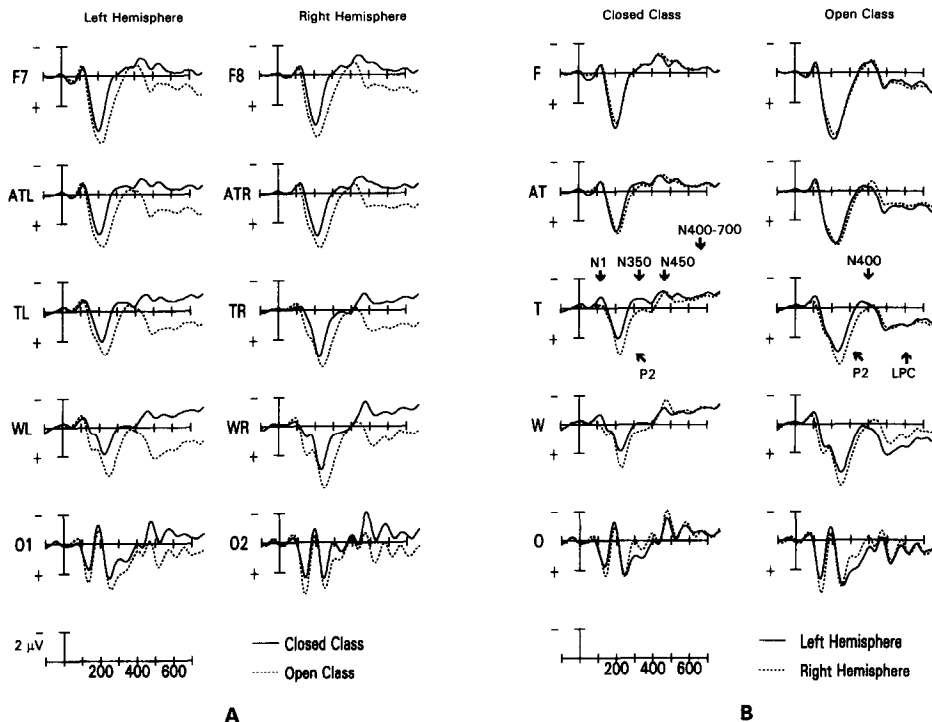 Left Hemisphere Right Hemisphere Closed Class Open Class
− − − −
F7 F8 F
+ + + +
− − − −
ATL ATR AT
+ + + +
N400-700
N1 N350 N450 N400
− − − −
TL TR T
+ + + +
P2 P2 LPC
− − − −
WL WR W
+ + + +
− − − −
O1 O2 O
+ + + +
2 μV − −
Closed Class Left Hemisphere
Open Class Right Hemisphere
200 400 600 200 400 600
A B